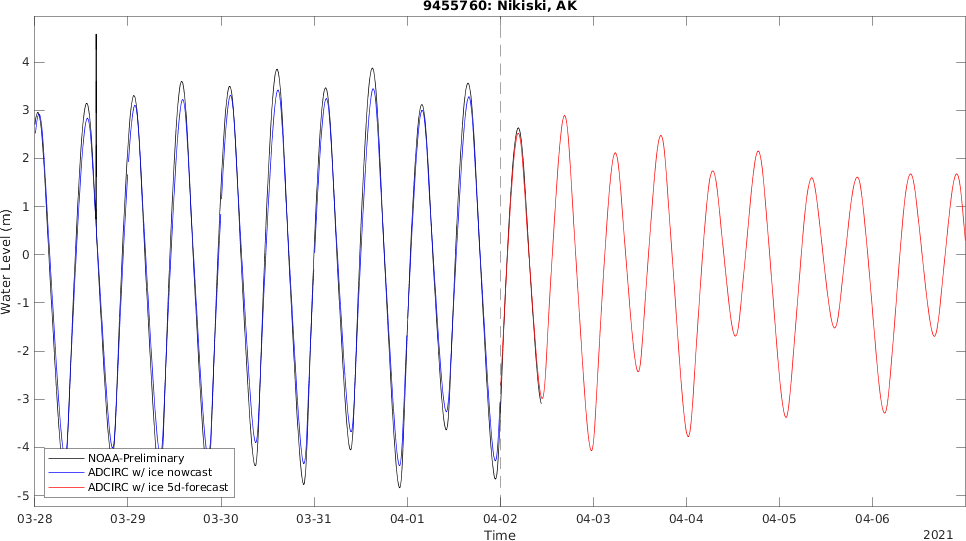 9455760: Nikiski, AK
4
3
2
1
0
-1
-2
-3
-4
-5
Water Level (m)
NOAA-Preliminary
ADCIRC w/ ice nowcast
ADCIRC w/ ice 5d-forecast
03-28 03-29 03-30 03-31 04-01 04-02 04-03 04-04 04-05 04-06
Time
2021